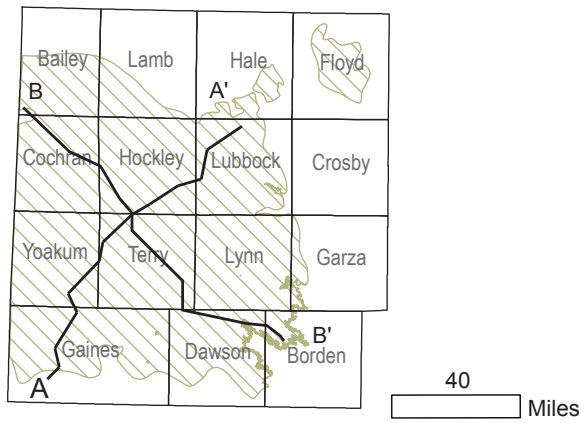 Bailey Lamb Hale Floyd
B A'
Cochran Hockley Lubbock Crosby
Yoakum Terry Lynn Garza
Gaines Dawson Borden
B'
A
40
Miles